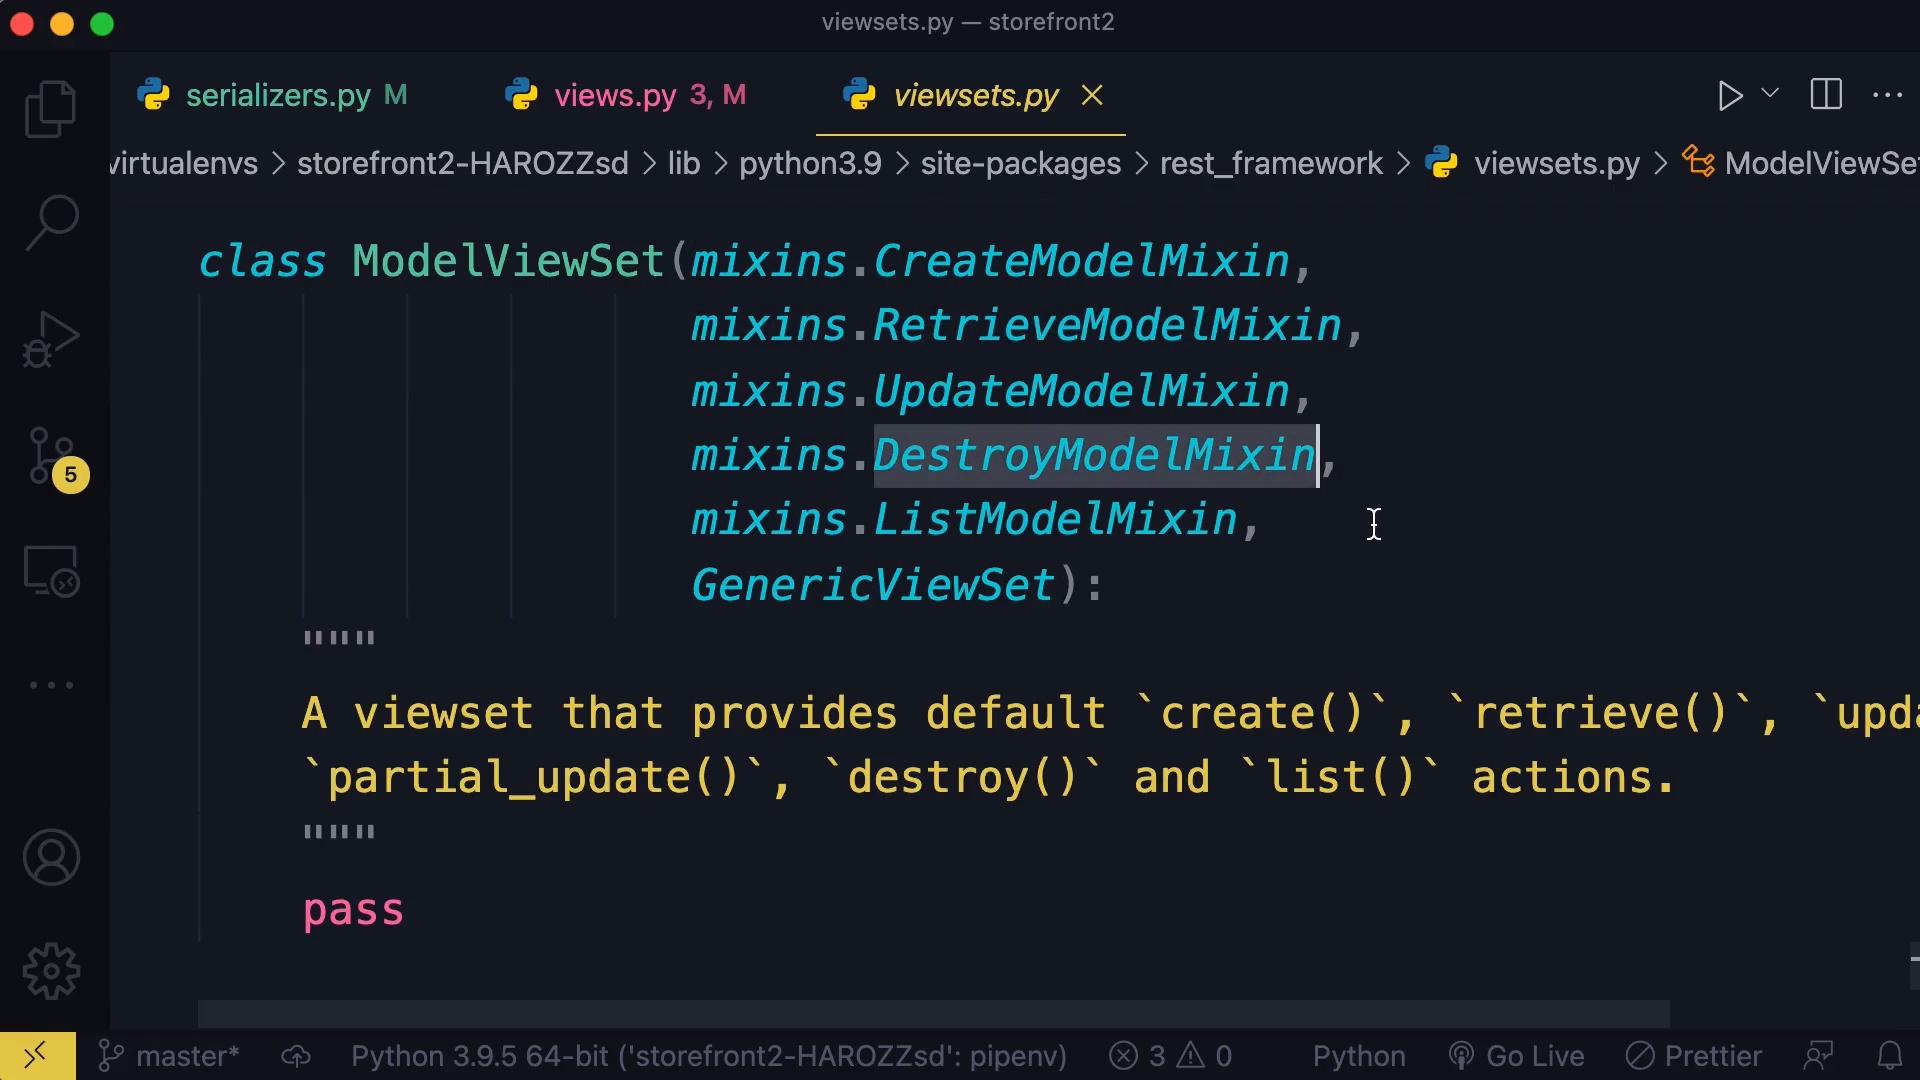 viewsets.py — storefront2
serializers.py M views.py 3, M viewsets.py
virtualenvs > storefront2-HAROZZsd > lib > python3.9 > site-packages > rest_framework > viewsets.py > ModelViewSet
class ModelViewSet(mixins.CreateModelMixin,
mixins.RetrieveModelMixin,
mixins.UpdateModelMixin,
mixins.DestroyModelMixin,
mixins.ListModelMixin,
GenericViewSet):
"""
A viewset that provides default `create()`, `retrieve()`, `upda
`partial_update()`, `destroy()` and `list()` actions.
"""
pass
5
master* Python 3.9.5 64-bit ('storefront2-HAROZZsd': pipenv) 3 0 Python Go Live Prettier